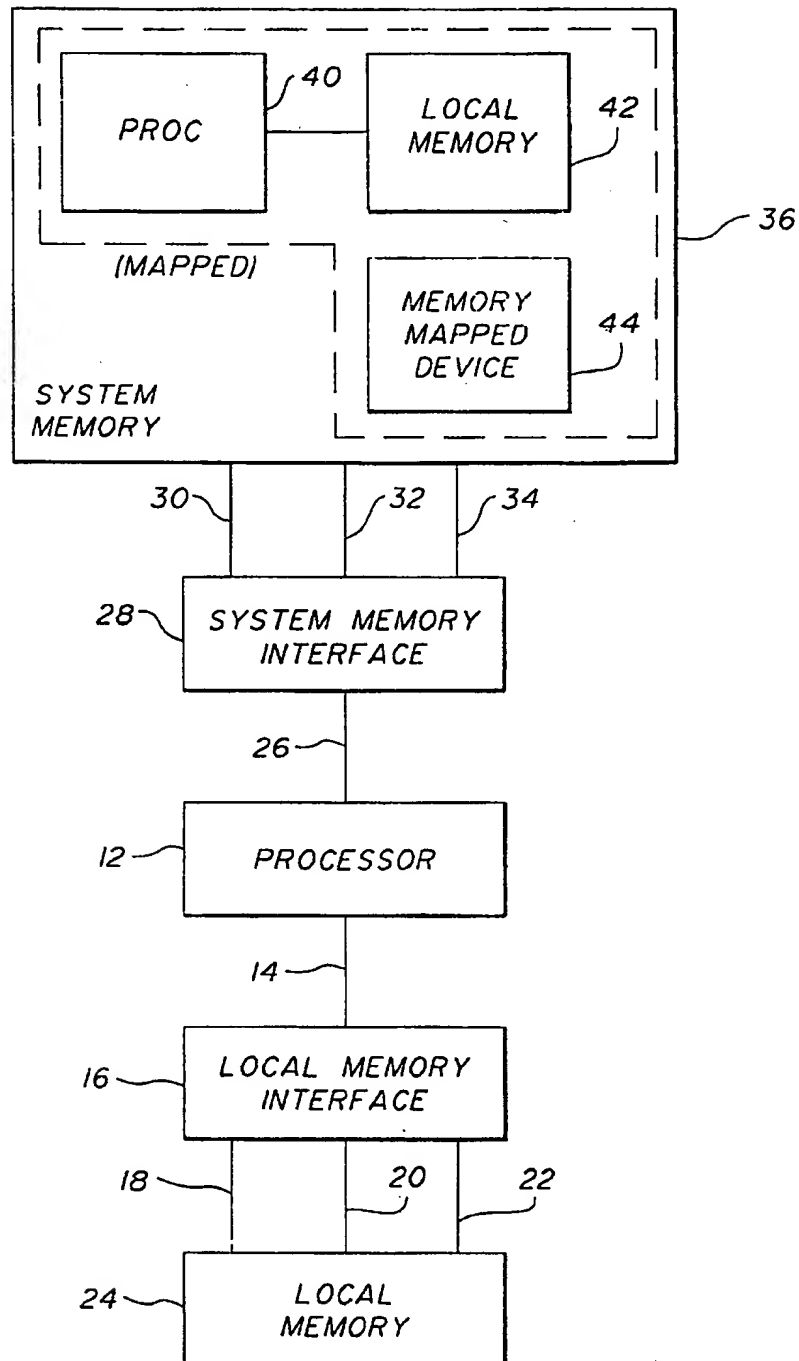 PROC
40
LOCAL
MEMORY
42
36
(MAPPED)
MEMORY
MAPPED
DEVICE
44
SYSTEM
MEMORY
30
32
34
28
SYSTEM MEMORY
INTERFACE
26
12
PROCESSOR
14
16
LOCAL MEMORY
INTERFACE
18
20
22
24
LOCAL
MEMORY